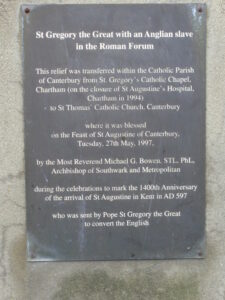 St Gregory the Great with an Anglian slave
in the Roman Forum
This relief was transferred within the Catholic Parish
of Canterbury from St. Gregory's Catholic Chapel,
Chartham (on the closure of St Augustine's Hospital,
Chartham in 1994)
to St Thomas' Catholic Church, Canterbury
where it was blessed
on the Feast of St Augustine of Canterbury,
Tuesday, 27th May, 1997,
by the Most Reverend Michael G. Bowen, STL, PhL,
Archbishop of Southwark and Metropolitan
during the celebrations to mark the 1400th Anniversary
of the arrival of St Augustine in Kent in AD 597
who was sent by Pope St Gregory the Great
to convert the English